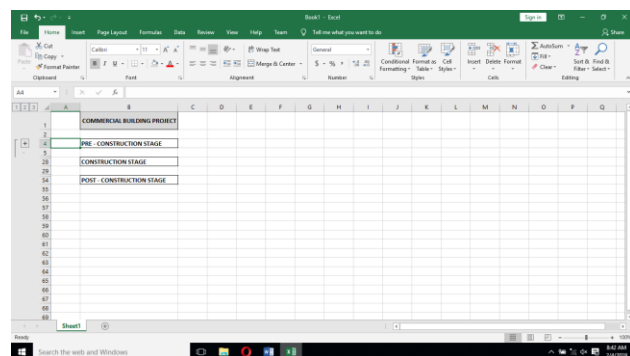 Book1 - Excel
Sign in
File Home Insert Page Layout Formulas Data Review View Help Team Tell me what you want to do Share
Cut
Copy
Format Painter
Paste
Clipboard
Calibri 11
B I U
Font
Wrap Text
Merge & Center
Alignment
General
$ % ,
Number
Conditional Formatting
Format as Table
Cell Styles
Styles
Insert Delete Format
Cells
AutoSum
Fill
Clear
Sort & Filter
Find & Select
Editing
A4
fx
1 2 3
A B C D E F G H I J K L M N O P Q
1 COMMERCIAL BUILDING PROJECT
2
4 PRE - CONSTRUCTION STAGE
5
28 CONSTRUCTION STAGE
29
54 POST - CONSTRUCTION STAGE
55
56
57
58
59
60
61
62
63
64
65
66
67
68
69
Sheet1
Ready
100%
Search the web and Windows
8:42 AM